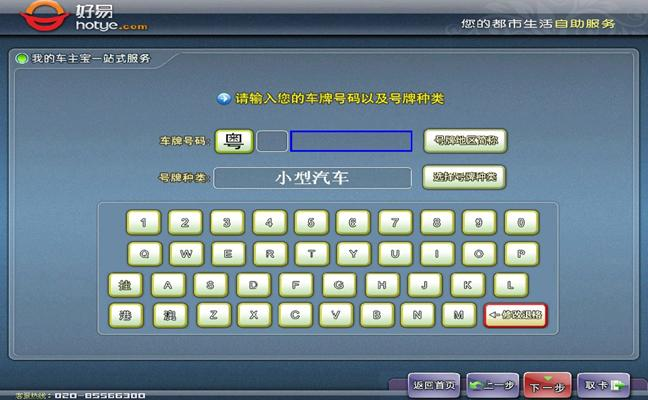 好易
hotye.com
您的都市生活自助服务
我的车主宝一站式服务
请输入您的车牌号码以及号牌种类
车牌号码: 粤 号牌地区简称
号牌种类: 小型汽车 选择号牌种类
1 2 3 4 5 6 7 8 9 0
Q W E R T Y U I O P
挂 A S D F G H J K L
港 澳 Z X C V B N M <-修改退格
返回首页 上一步 下一步 取卡
客服热线: 020-85566300